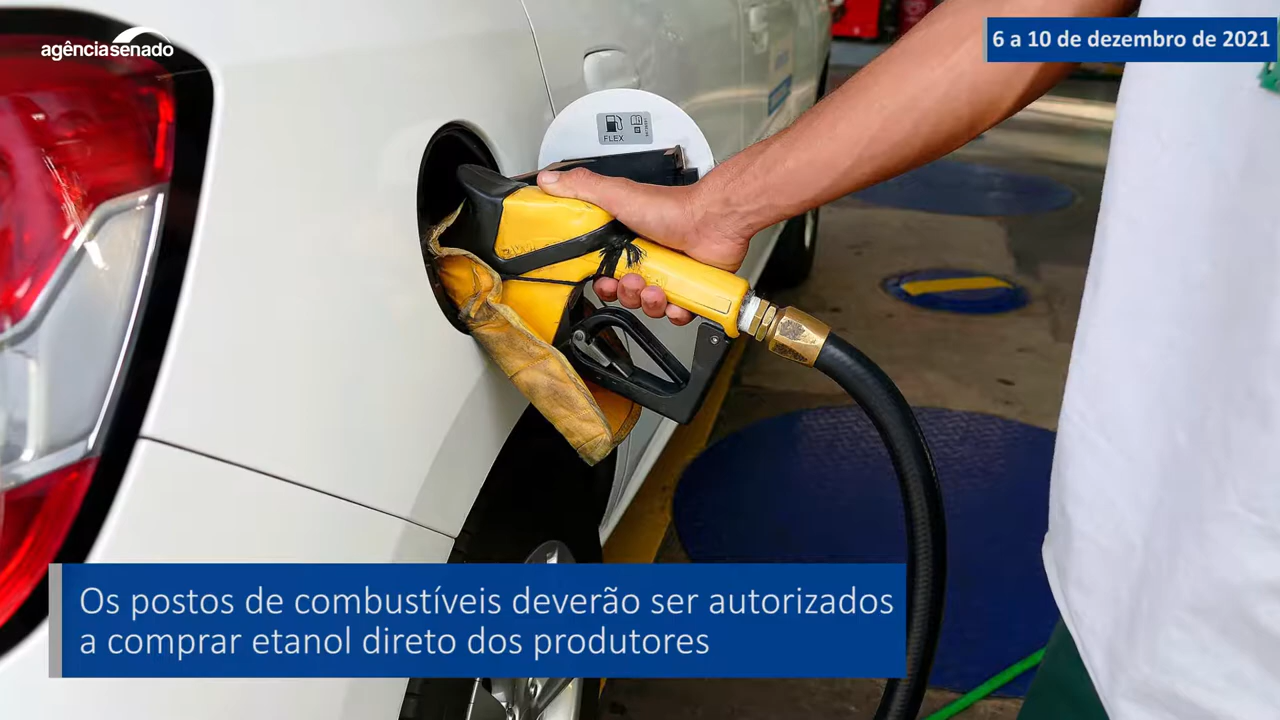 agênciasenado
6 a 10 de dezembro de 2021
FLEX
Os postos de combustíveis deverão ser autorizados
a comprar etanol direto dos produtores